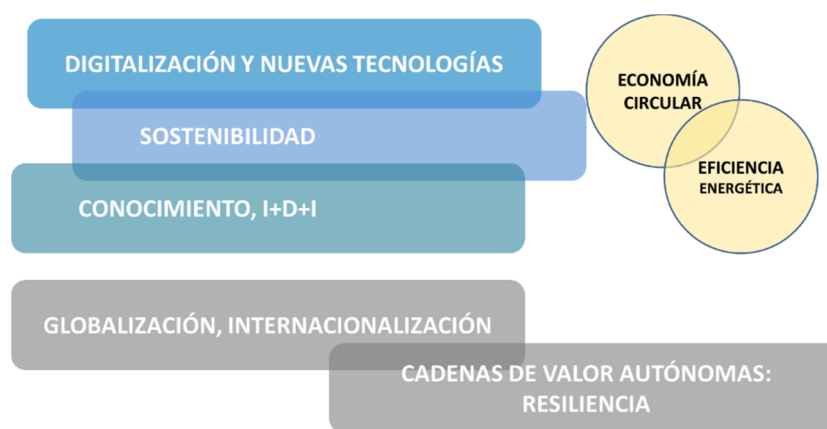 DIGITALIZACIÓN Y NUEVAS TECNOLOGÍAS
SOSTENIBILIDAD
CONOCIMIENTO, I+D+I
ECONOMÍA
CIRCULAR
EFICIENCIA
ENERGÉTICA
GLOBALIZACIÓN, INTERNACIONALIZACIÓN
CADENAS DE VALOR AUTÓNOMAS:
RESILIENCIA